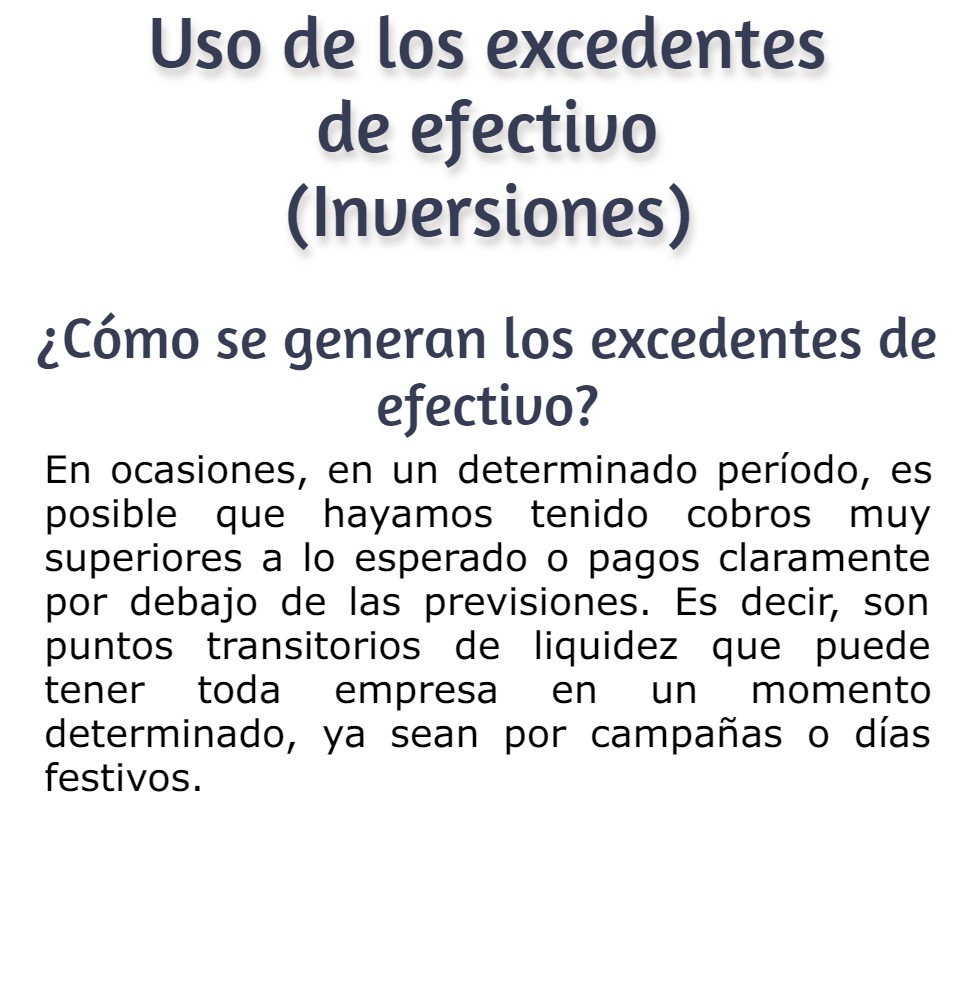 Uso de los excedentes
de efectivo
(Inversiones)
¿Cómo se generan los excedentes de
efectivo?
En ocasiones, en un determinado período, es
posible que hayamos tenido cobros muy
superiores a lo esperado o pagos claramente
por debajo de las previsiones. Es decir, son
puntos transitorios de liquidez que puede
tener toda empresa en un momento
determinado, ya sean por campañas o días
festivos.